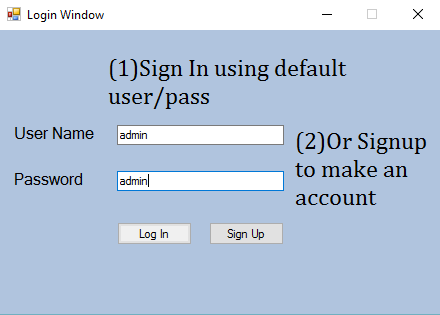 Login Window
(1)Sign In using default
user/pass
User Name admin
(2)Or Signup
to make an
account
Password admin
Log In Sign Up